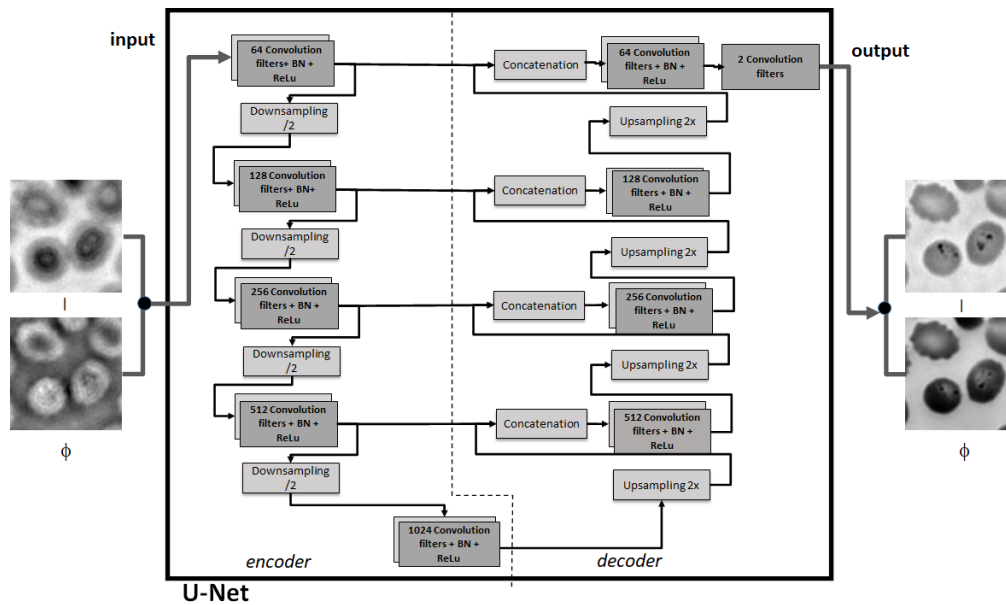 input
64 Convolution
filters+ BN +
ReLu
Downsampling
/2
128 Convolution
filters+ BN+
ReLu
Downsampling
/2
256 Convolution
filters + BN +
ReLu
Downsampling
/2
512 Convolution
filters + BN +
ReLu
Downsampling
/2
1024 Convolution
filters + BN +
ReLu
encoder
Concatenation
64 Convolution
filters + BN +
ReLu
2 Convolution
filters
output
Upsampling 2x
Concatenation
128 Convolution
filters + BN +
ReLu
Upsampling 2x
Concatenation
256 Convolution
filters + BN +
ReLu
Upsampling 2x
Concatenation
512 Convolution
filters + BN +
ReLu
Upsampling 2x
decoder
U-Net
I
ϕ
I
ϕ